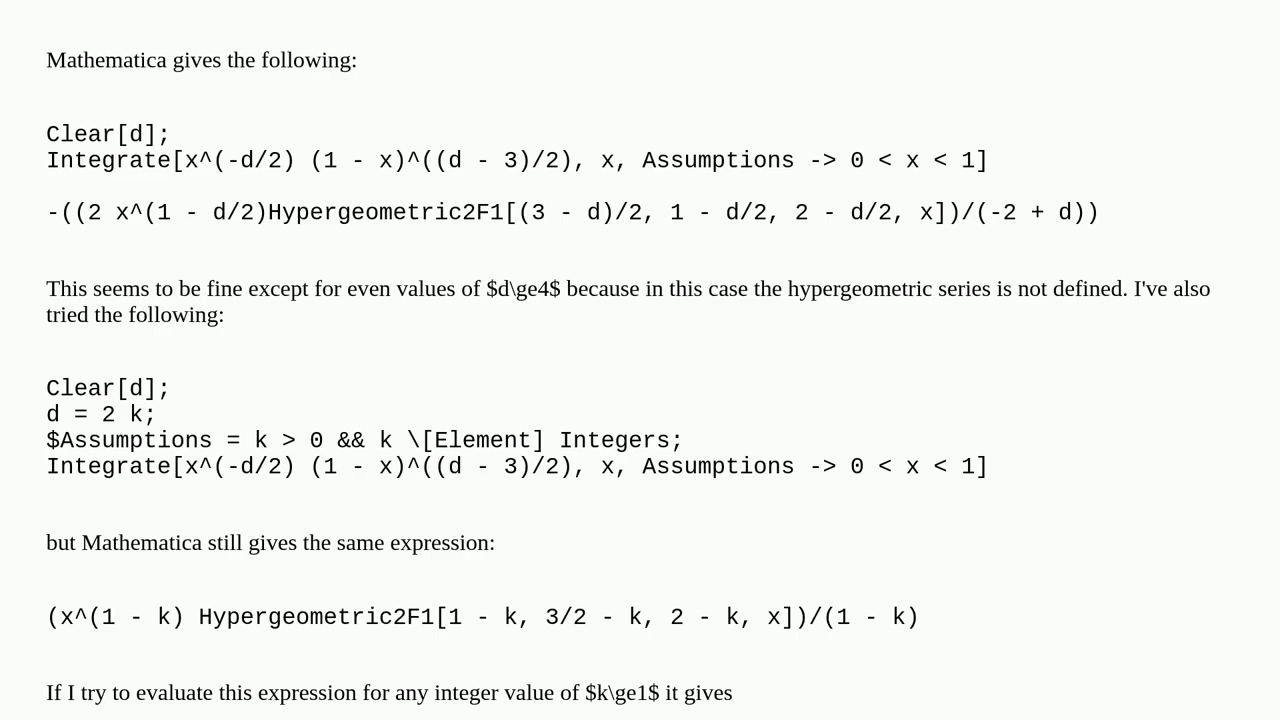 Mathematica gives the following:
Clear[d];
Integrate[x^(-d/2) (1 - x)^((d - 3)/2), x, Assumptions -> 0 < x < 1]
-((2 x^(1 - d/2)Hypergeometric2F1[(3 - d)/2, 1 - d/2, 2 - d/2, x])/(-2 + d))
This seems to be fine except for even values of $d\ge4$ because in this case the hypergeometric series is not defined. I've also
tried the following:
Clear[d];
d = 2 k;
$Assumptions = k > 0 && k \[Element] Integers;
Integrate[x^(-d/2) (1 - x)^((d - 3)/2), x, Assumptions -> 0 < x < 1]
but Mathematica still gives the same expression:
(x^(1 - k) Hypergeometric2F1[1 - k, 3/2 - k, 2 - k, x])/(1 - k)
If I try to evaluate this expression for any integer value of $k\ge1$ it gives